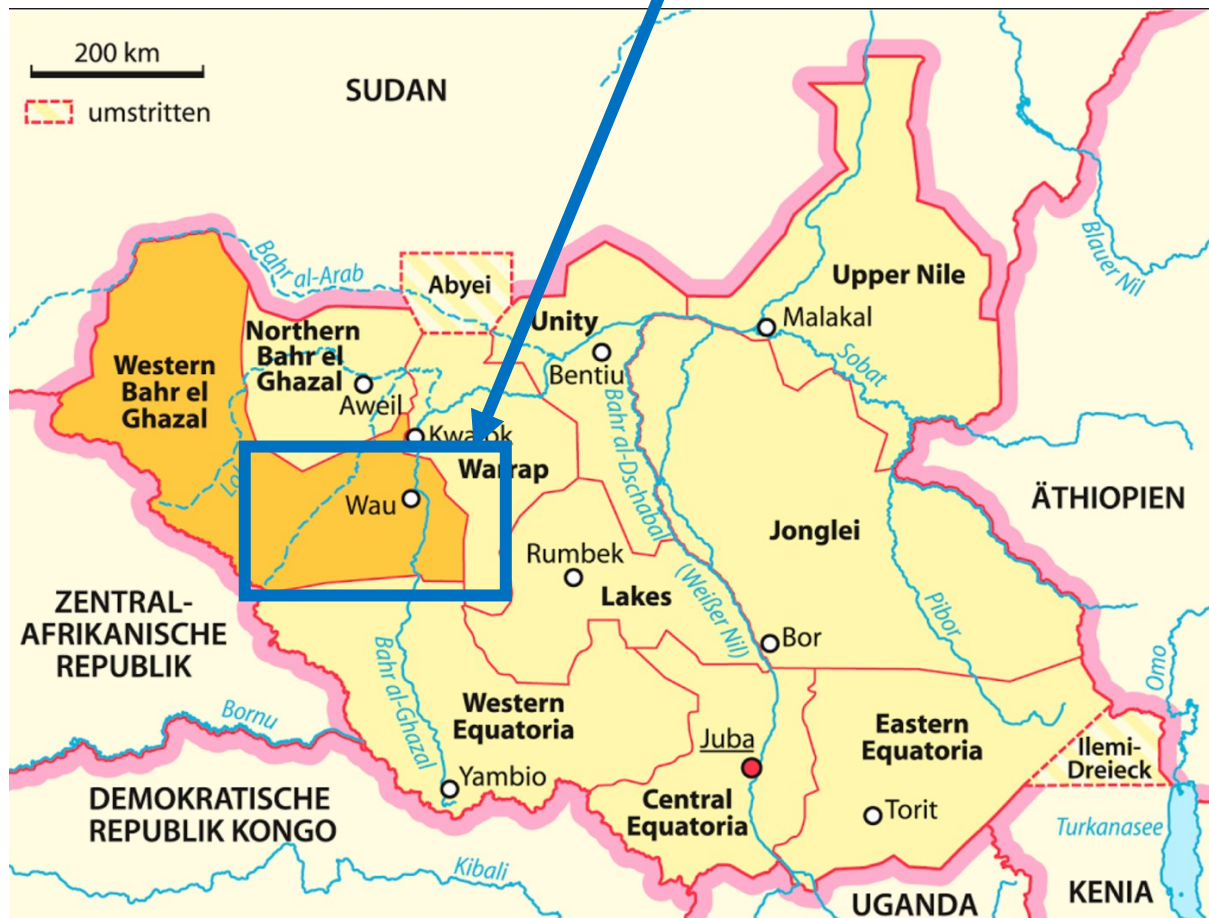 200 km
umstritten
SUDAN
Bahr al-Arab
Abyei
Unity
Upper Nile
Blauer Nil
Northern
Bahr el
Ghazal
Western
Bahr el
Ghazal
Aweil
Bentiu
Malakal
Sobat
Kwajok
Warrap
Bahr al-Dschabal
(Weißer Nil)
Wau
Rumbek
Lakes
Jonglei
ÄTHIOPIEN
ZENTRAL-
AFRIKANISCHE
REPUBLIK
Bahr al-Ghazal
Bor
Pibor
Omo
Bornu
Western
Equatoria
Juba
Eastern
Equatoria
Ilemi-
Dreieck
Yambio
Central
Equatoria
Torit
DEMOKRATISCHE
REPUBLIK KONGO
Kibali
Turkanasee
UGANDA
KENIA